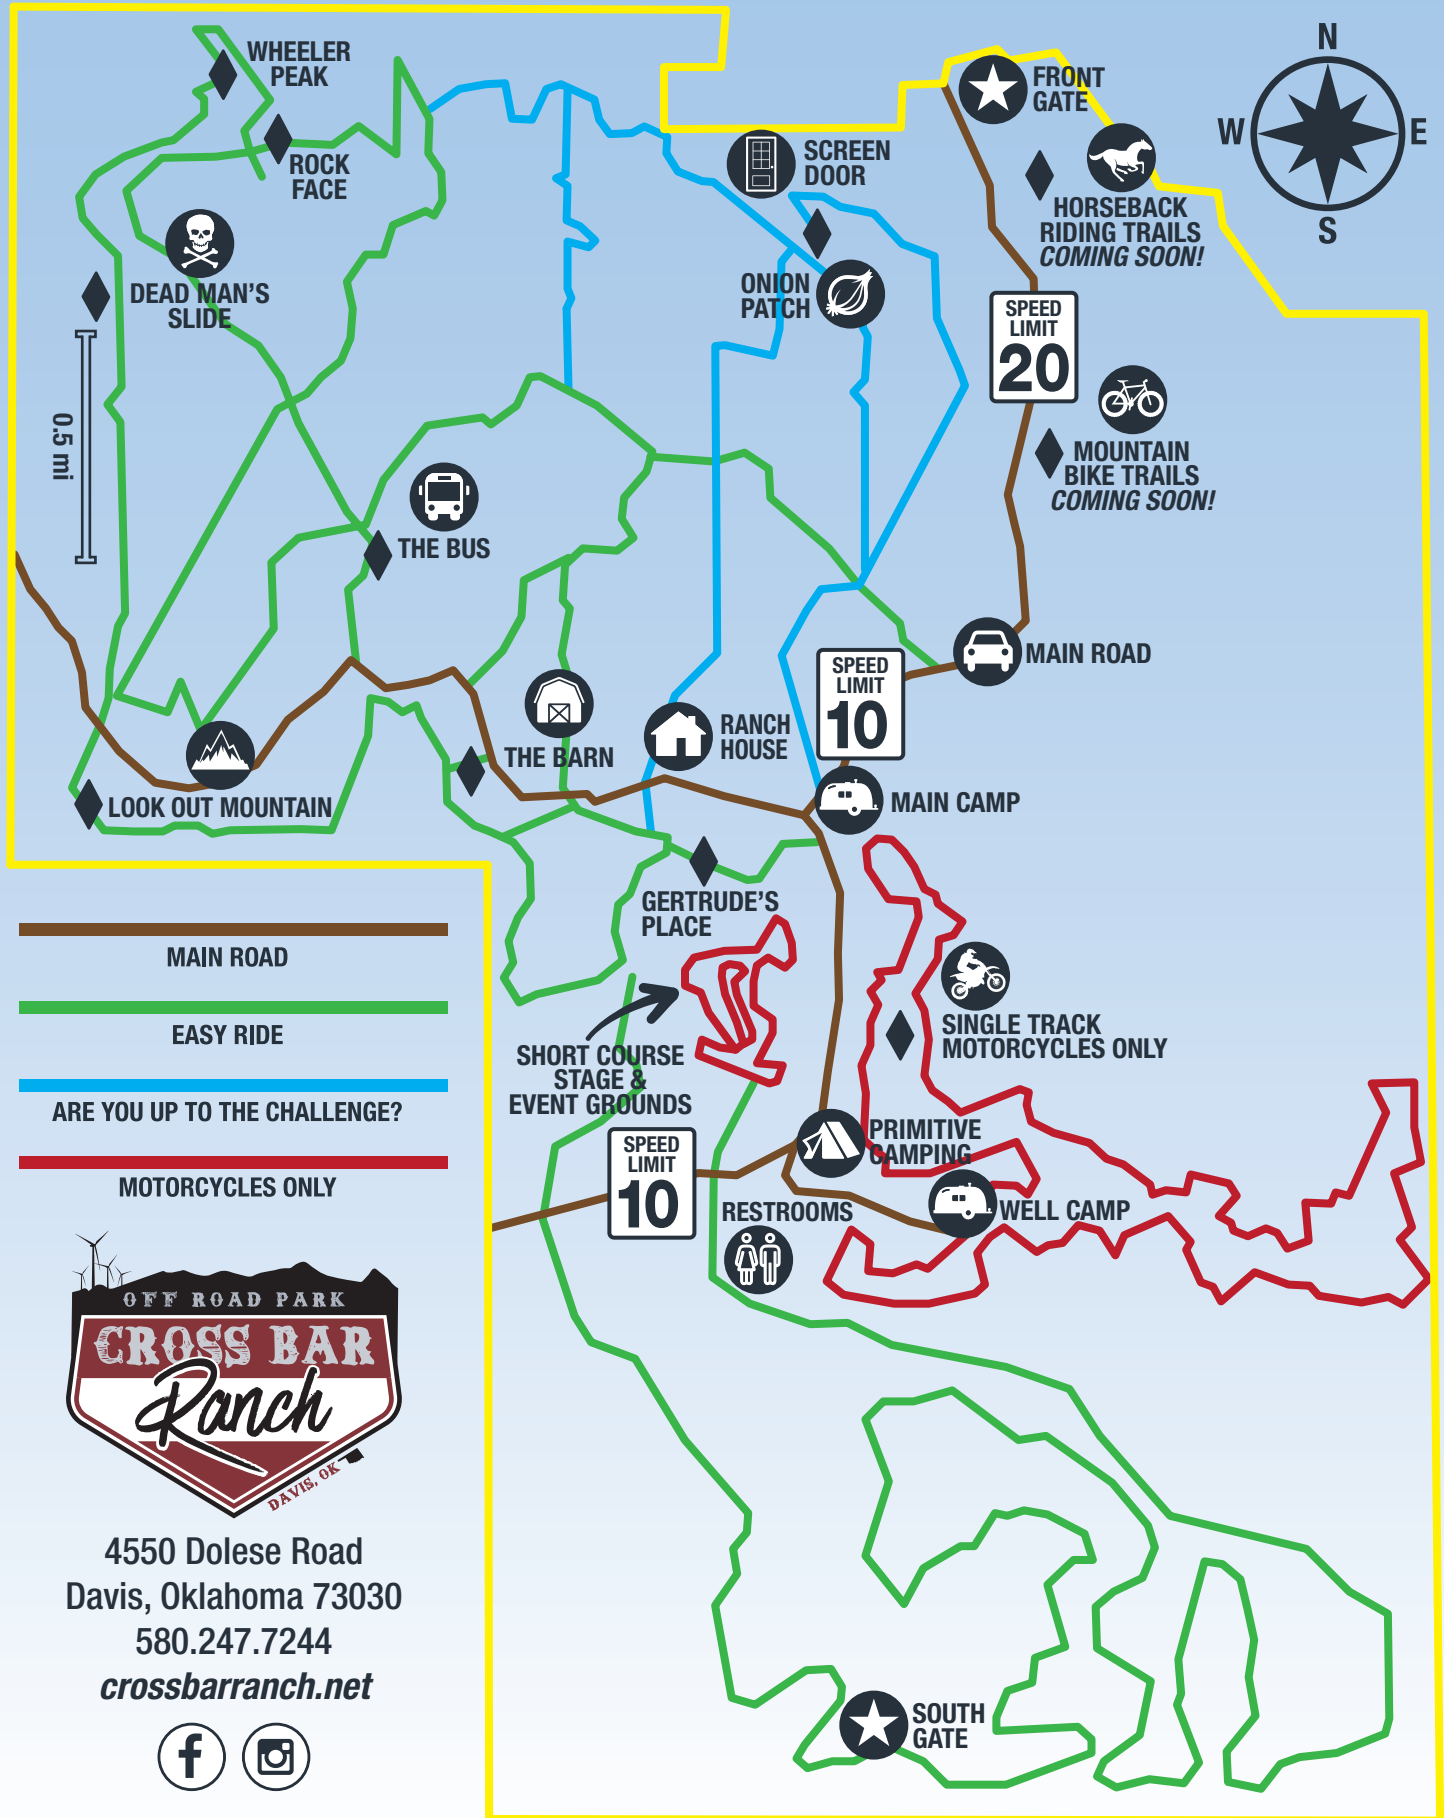 WHEELER
PEAK
ROCK
FACE
DEAD MAN'S
SLIDE
0.5 mi
THE BUS
SCREEN
DOOR
ONION
PATCH
FRONT
GATE
HORSEBACK
RIDING TRAILS
COMING SOON!
N
W
E
S
SPEED
LIMIT
20
MOUNTAIN
BIKE TRAILS
COMING SOON!
MAIN ROAD
SPEED
LIMIT
10
RANCH
HOUSE
THE BARN
LOOK OUT MOUNTAIN
MAIN CAMP
GERTRUDE'S
PLACE
SINGLE TRACK
MOTORCYCLES ONLY
SHORT COURSE
STAGE &
EVENT GROUNDS
PRIMITIVE
CAMPING
SPEED
LIMIT
10
RESTROOMS
WELL CAMP
SOUTH
GATE
MAIN ROAD
EASY RIDE
ARE YOU UP TO THE CHALLENGE?
MOTORCYCLES ONLY
OFF ROAD PARK
CROSS BAR
Ranch
DAVIS, OK
4550 Dolese Road
Davis, Oklahoma 73030
580.247.7244
crossbarranch.net